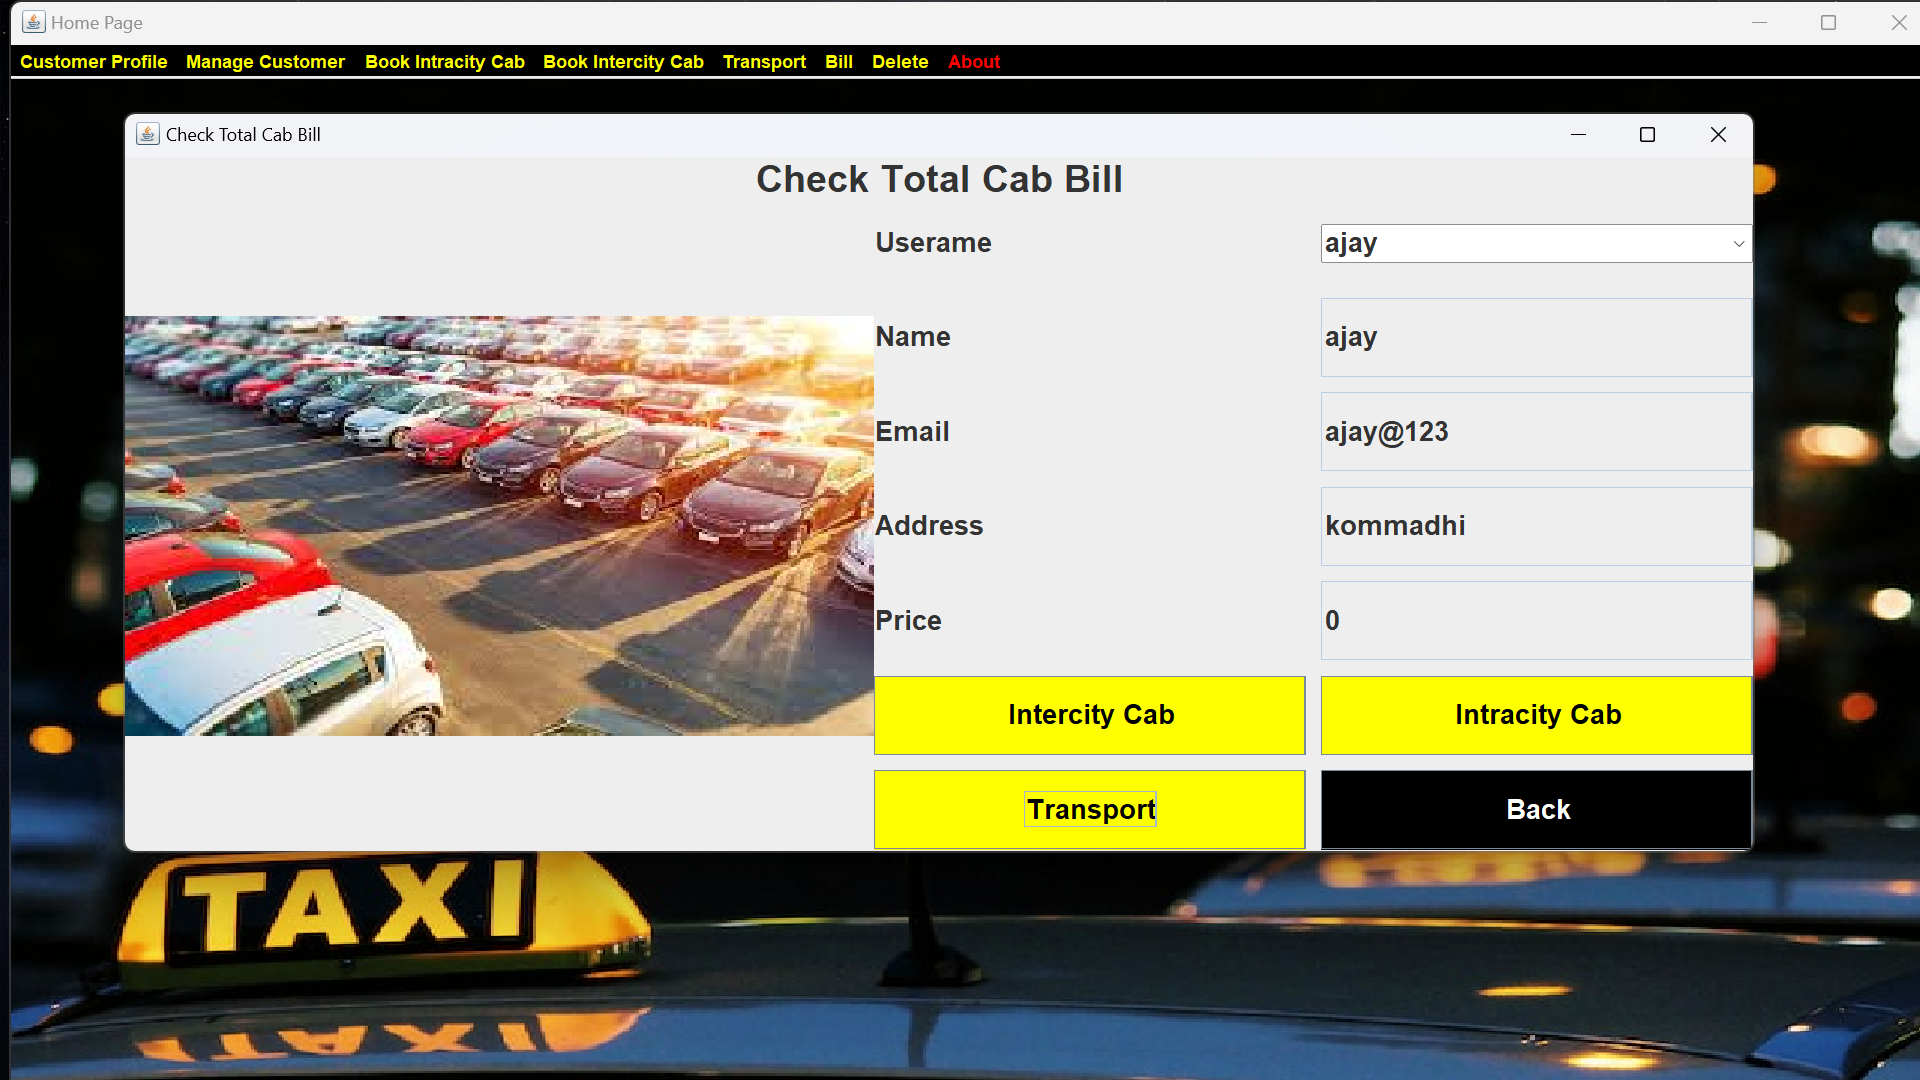 Home Page
Customer Profile Manage Customer Book Intracity Cab Book Intercity Cab Transport Bill Delete About
Check Total Cab Bill
Check Total Cab Bill
Userame ajay
Name ajay
Email ajay@123
Address kommadhi
Price 0
Intercity Cab Intracity Cab
Transport Back
TAXI
TAXI